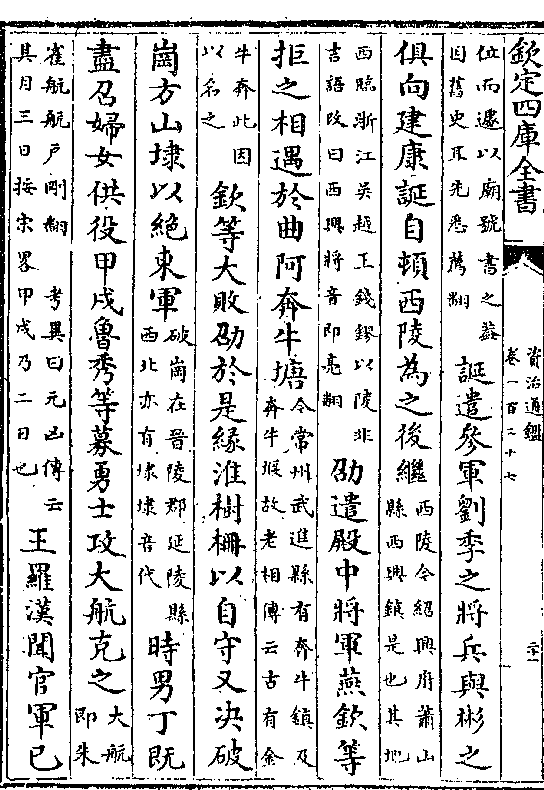 欽定四庫全書
資治通鑑
卷一百二十七
位而遽以廟號書之蓋
因舊史耳先悉薦翻
誕遣參軍劉季之將兵與彬之
俱向建康誕自頓西陵為之後繼
西陵今紹興府蕭山
縣西興鎮是也其地
西臨浙江吳越王錢鏐以陵非
吉語改曰西興將音即亮翻
劭遣殿中將軍燕欽等
拒之相遇於曲阿奔牛塘
今常州武進縣有奔牛鎮及
奔牛堰故老相傳云古有金
牛奔此因
以名之
欽等大敗劭於是緣淮樹柵以自守又决破
崗方山埭以絕東軍
破崗在晉陵郡延陵縣
西北亦有埭埭音代
時男丁既
盡召婦女供役甲戌魯秀等募勇士攻大航克之
大航
即朱
雀航航户剛翻 考異曰元凶傳云
其月三日按宋畧甲戌乃二日也
王羅漢聞官軍已